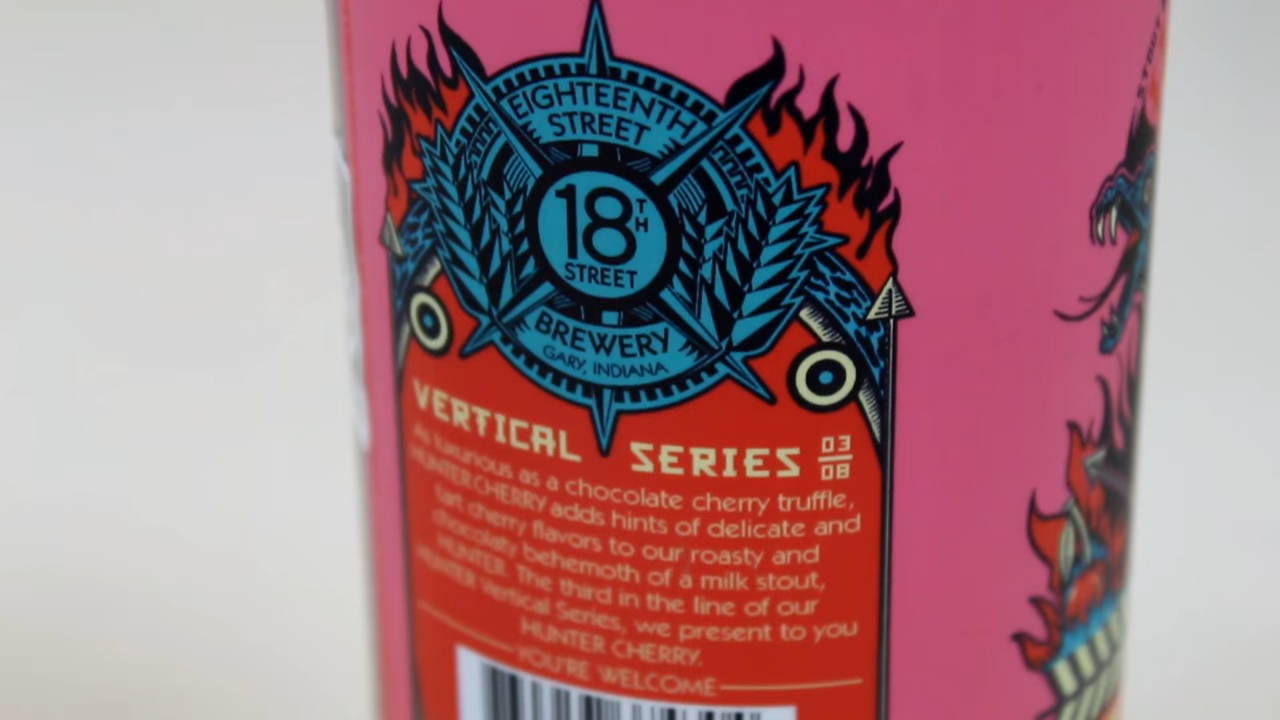 EIGHTEENTH
STREET
18TH
STREET
BREWERY
GARY, INDIANA
VERTICAL SERIES 03/08
As luxurious as a chocolate cherry truffle,
HUNTER CHERRY adds hints of delicate and
tart cherry flavors to our roasty and
chocolaty behemoth of a milk stout,
HUNTER. The third in the line of our
HUNTER Vertical Series, we present to you
HUNTER CHERRY.
YOU'RE WELCOME